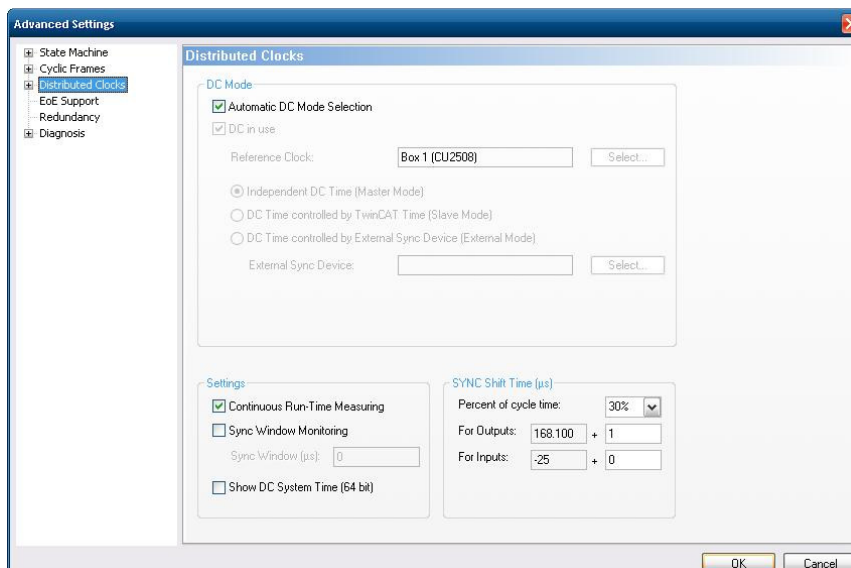 Advanced Settings
State Machine
Cyclic Frames
Distributed Clocks
EoE Support
Redundancy
Diagnosis
Distributed Clocks
DC Mode
Automatic DC Mode Selection
DC in use
Reference Clock: Box 1 (CU2508) Select...
Independent DC Time (Master Mode)
DC Time controlled by TwinCAT Time (Slave Mode)
DC Time controlled by External Sync Device (External Mode)
External Sync Device: Select...
Settings
Continuous Run-Time Measuring
Sync Window Monitoring
Sync Window (µs): 0
Show DC System Time (64 bit)
SYNC Shift Time (µs)
Percent of cycle time: 30%
For Outputs: 168.100 + 1
For Inputs: -25 + 0
OK Cancel